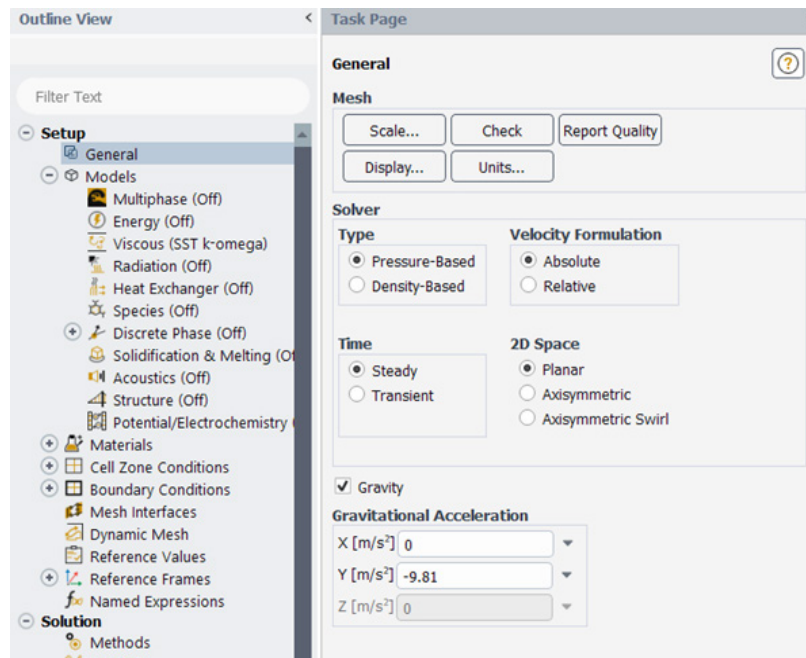 Outline View <
Filter Text
Setup
General
Models
Multiphase (Off)
Energy (Off)
Viscous (SST k-omega)
Radiation (Off)
Heat Exchanger (Off)
Species (Off)
Discrete Phase (Off)
Solidification & Melting (Of
Acoustics (Off)
Structure (Off)
Potential/Electrochemistry (
Materials
Cell Zone Conditions
Boundary Conditions
Mesh Interfaces
Dynamic Mesh
Reference Values
Reference Frames
Named Expressions
Solution
Methods
Task Page
General ?
Mesh
Scale... Check Report Quality
Display... Units...
Solver
Type Velocity Formulation
Pressure-Based Absolute
Density-Based Relative
Time 2D Space
Steady Planar
Transient Axisymmetric
Axisymmetric Swirl
Gravity
Gravitational Acceleration
X [m/s²] 0
Y [m/s²] -9.81
Z [m/s²] 0